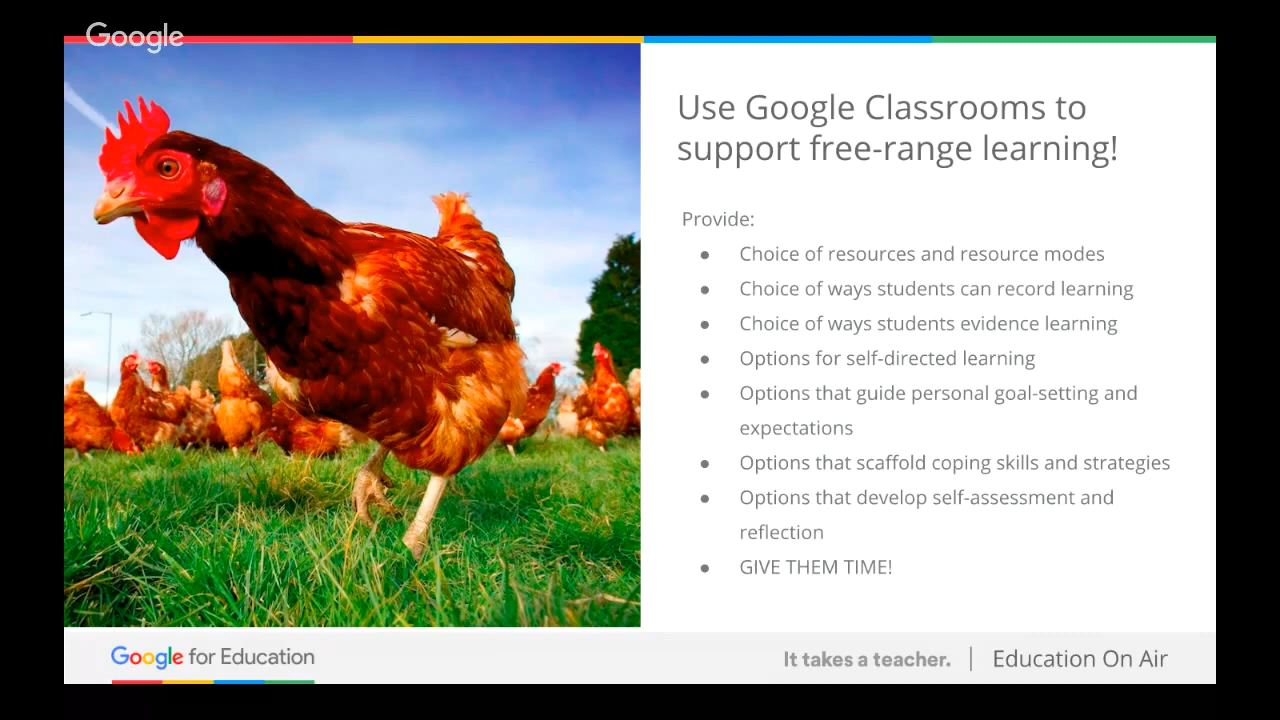 Google
Use Google Classrooms to
support free-range learning!
Provide:
● Choice of resources and resource modes
● Choice of ways students can record learning
● Choice of ways students evidence learning
● Options for self-directed learning
● Options that guide personal goal-setting and
expectations
● Options that scaffold coping skills and strategies
● Options that develop self-assessment and
reflection
● GIVE THEM TIME!
Google for Education
It takes a teacher. | Education On Air